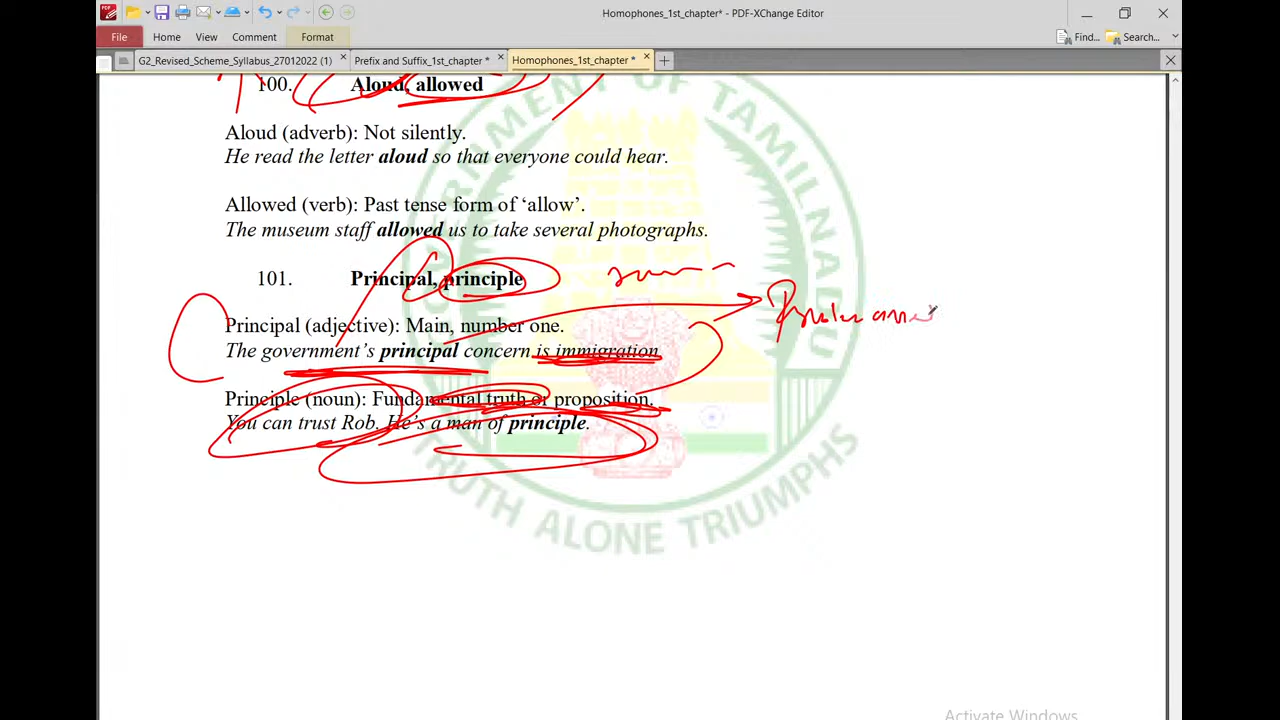 Homophones_1st_chapter* - PDF-XChange Editor
File Home View Comment Format Find... Search...
G2_Revised_Scheme_Syllabus_27012022 (1) Prefix and Suffix_1st_chapter * Homophones_1st_chapter *
100. Aloud, allowed
Aloud (adverb): Not silently.
He read the letter aloud so that everyone could hear.
Allowed (verb): Past tense form of ‘allow’.
The museum staff allowed us to take several photographs.
101. Principal, principle
Principal (adjective): Main, number one.
The government’s principal concern is immigration
Principle (noun): Fundamental truth or proposition.
You can trust Rob. He’s a man of principle.
GOVERNMENT OF TAMILNADU
TRUTH ALONE TRIUMPHS
Activate Windows